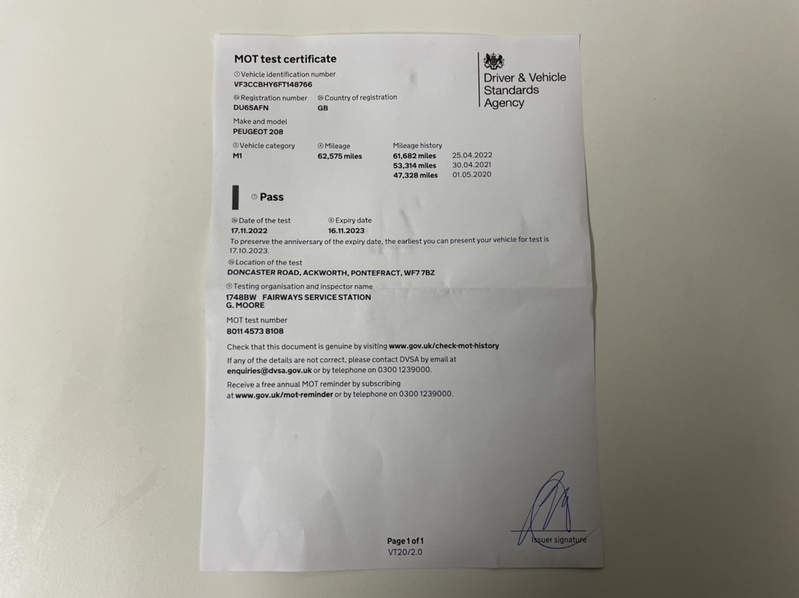 MOT test certificate
Driver & Vehicle
Standards
Agency
① Vehicle identification number
VF3CCBHY6FT148766
Registration number Country of registration
DU65AFN GB
Make and model
PEUGEOT 208
Vehicle category Mileage Mileage history
M1 62,575 miles 61,682 miles 25.04.2022
53,314 miles 30.04.2021
47,328 miles 01.05.2020
⑦ Pass
Date of the test Expiry date
17.11.2022 16.11.2023
To preserve the anniversary of the expiry date, the earliest you can present your vehicle for test is
17.10.2023.
Location of the test
DONCASTER ROAD, ACKWORTH, PONTEFRACT, WF7 7BZ
Testing organisation and inspector name
1748BW FAIRWAYS SERVICE STATION
G. MOORE
MOT test number
8011 4573 8108
Check that this document is genuine by visiting www.gov.uk/check-mot-history
If any of the details are not correct, please contact DVSA by email at
enquiries@dvsa.gov.uk or by telephone on 0300 1239000.
Receive a free annual MOT reminder by subscribing
at www.gov.uk/mot-reminder or by telephone on 0300 1239000.
Issuer signature
Page 1 of 1
VT20/2.0